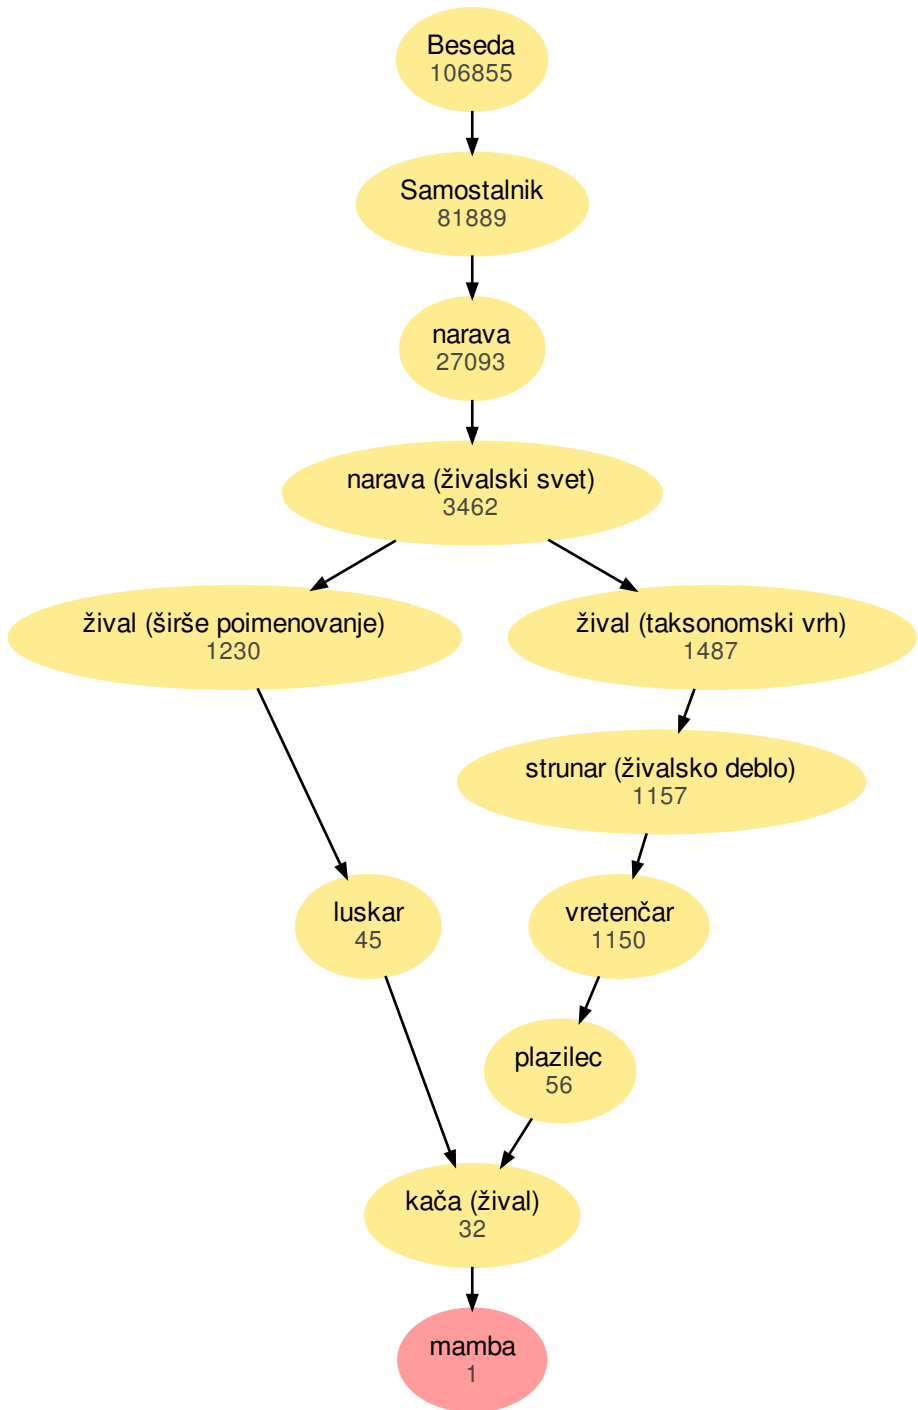 Beseda
106855
Samostalnik
81889
narava
27093
narava (živalski svet)
3462
žival (širše poimenovanje)
1230
žival (taksonomski vrh)
1487
strunar (živalsko deblo)
1157
luskar
45
vretenčar
1150
plazilec
56
kača (žival)
32
mamba
1